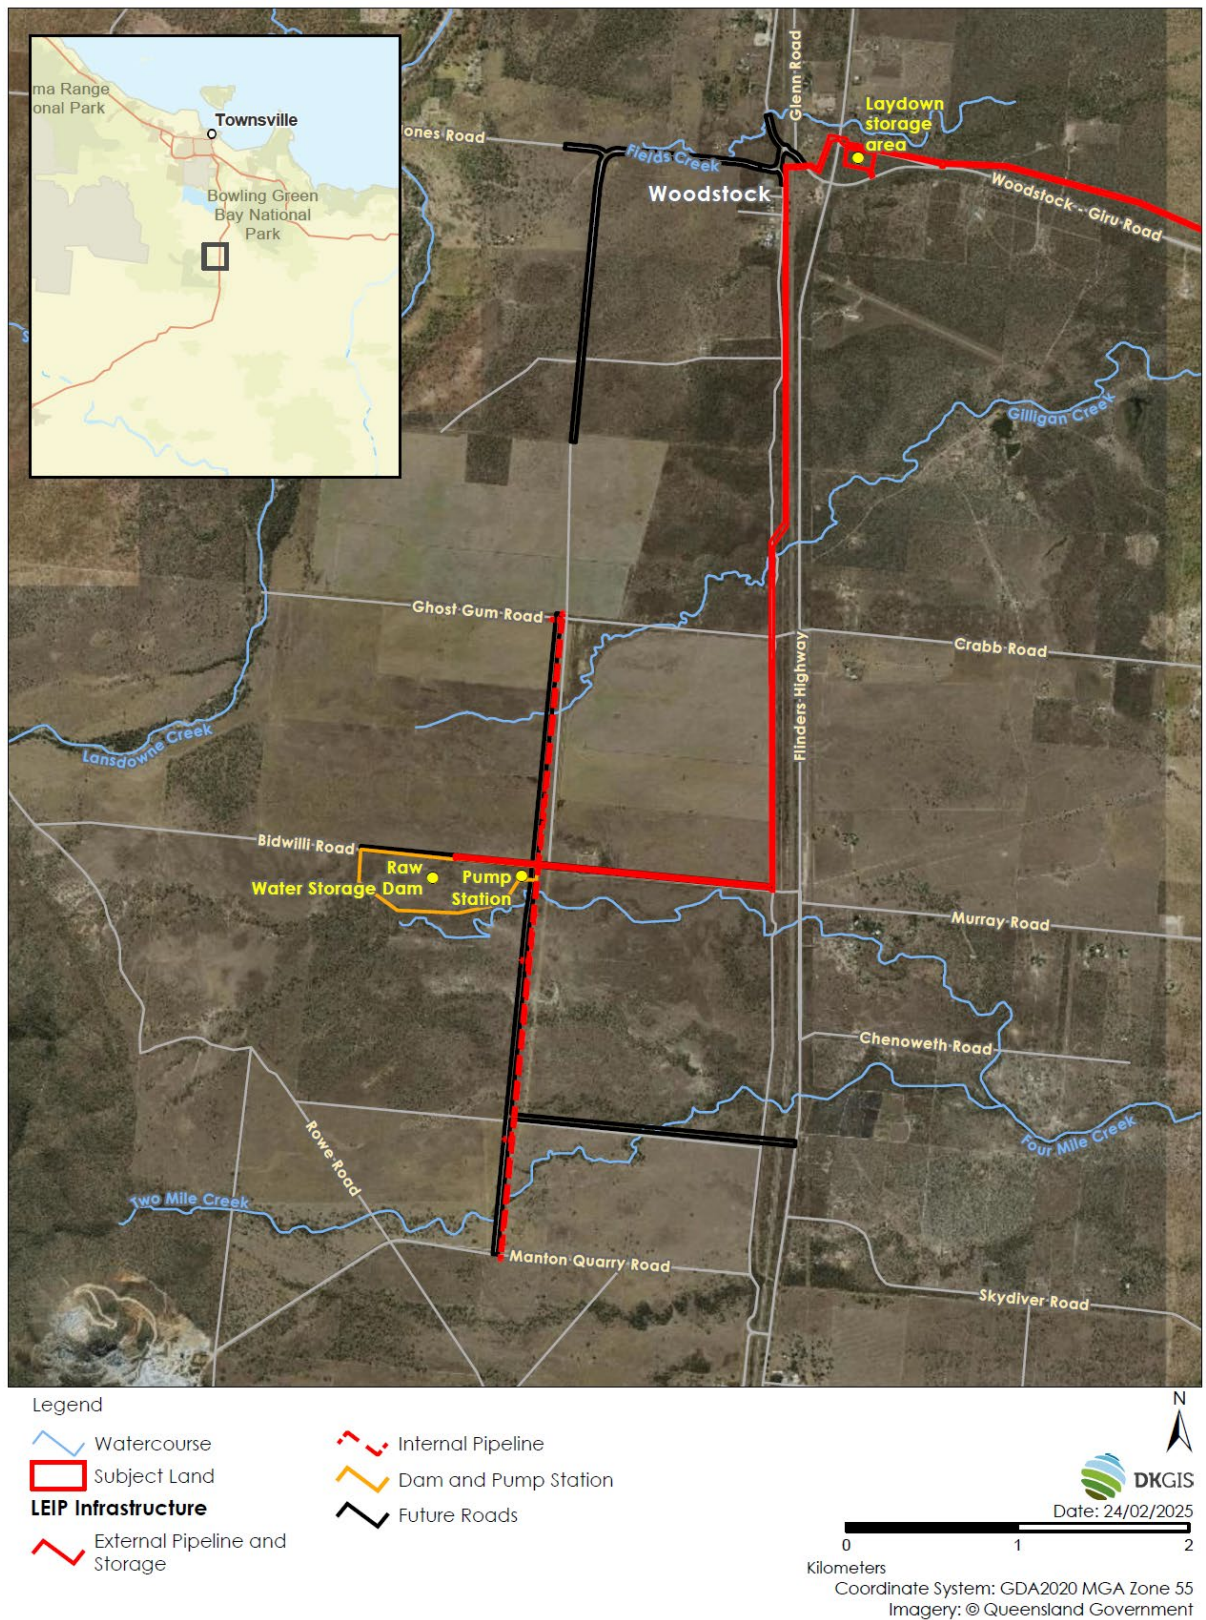 ma Range
onal Park
Townsville
Bowling Green
Bay National
Park
Glenn Road
Laydown
storage
area
ones Road
Fields Creek
Woodstock
Woodstock - Giru Road
Gilligan Creek
Ghost Gum Road
Crabb Road
Flinders Highway
Lansdowne Creek
Bidwilli Road
Raw
Water Storage Dam
Pump
Station
Murray Road
Chenoweth Road
Four Mile Creek
Rowe Road
Two Mile Creek
Manton Quarry Road
Skydiver Road
Legend
Watercourse
Subject Land
LEIP Infrastructure
External Pipeline and
Storage
Internal Pipeline
Dam and Pump Station
Future Roads
N
DKGIS
Date: 24/02/2025
0 1 2
Kilometers
Coordinate System: GDA2020 MGA Zone 55
Imagery: © Queensland Government